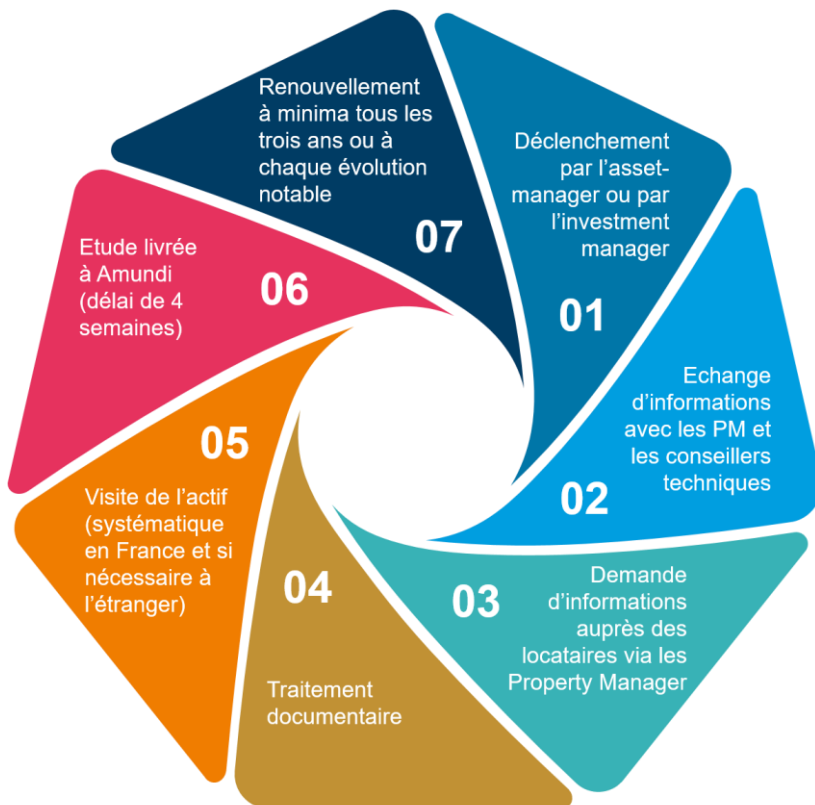 Déclenchement
par l'asset-
manager ou par
l'investment
manager
01
Echange
d'informations
avec les PM et
les conseillers
techniques
02
03
Demande
d'informations
auprès des
locataires via les
Property Manager
04
Traitement
documentaire
05
Visite de l'actif
(systématique
en France et si
nécessaire à
l'étranger)
Etude livrée
à Amundi
(délai de 4
semaines)
06
Renouvellement
à minima tous les
trois ans ou à
chaque évolution
notable
07